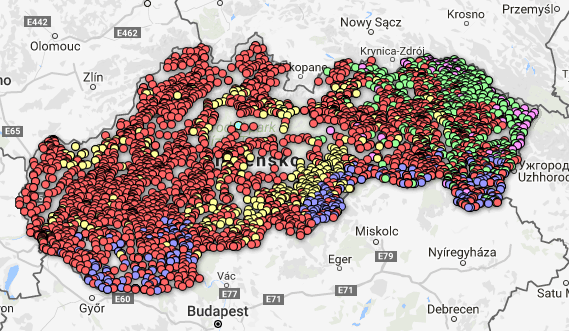 E442
Przemyśl
Krosno
Nowy Sącz
E462
Olomouc
Krynica-Zdrój
Zlín
E65
Ужгород
Uzhhorod
Miskolc
E79
Eger
Nyíregyháza
Vác
E77
E71
E71
E60
Győr
Budapest
Debrecen
Satu M